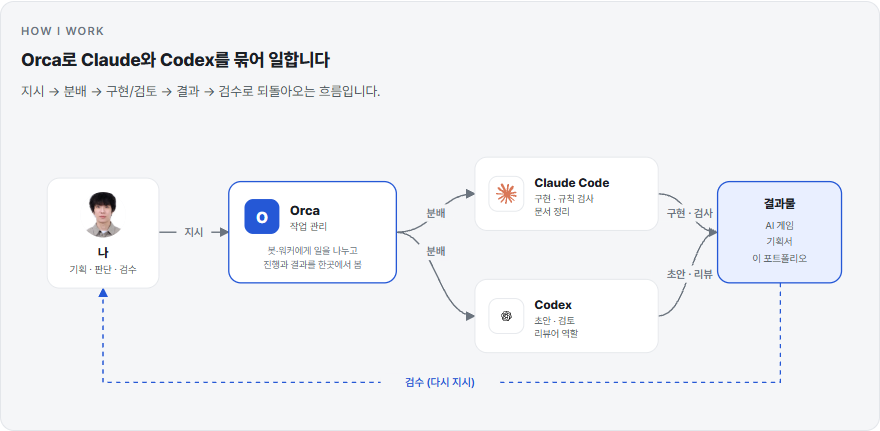 HOW I WORK
Orca로 Claude와 Codex를 묶어 일합니다
지시 → 분배 → 구현/검토 → 결과 → 검수로 되돌아오는 흐름입니다.
나
기획 · 판단 · 검수
지시
O
Orca
작업 관리
봇·워커에게 일을 나누고
진행과 결과를 한곳에서 봄
분배
분배
Claude Code
구현 · 규칙 검사
문서 정리
Codex
초안 · 검토
리뷰어 역할
구현 · 검사
초안 · 리뷰
결과물
AI 게임
기획서
이 포트폴리오
검수 (다시 지시)